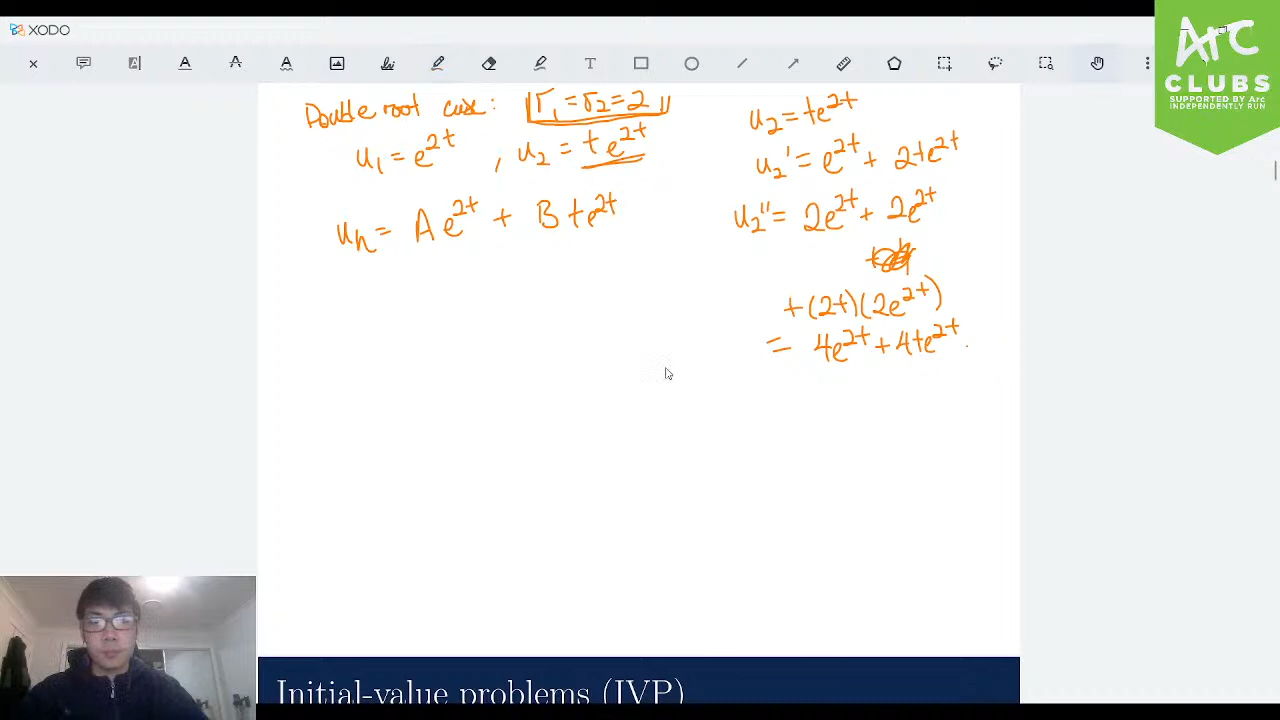 XODO
Arc
CLUBS
SUPPORTED BY Arc
INDEPENDENTLY RUN
Double root case: r₁ = r₂ = 2
u₁ = e^{2t} , u₂ = te^{2t}
u_h = Ae^{2t} + Bte^{2t}
u₂ = te^{2t}
u₂' = e^{2t} + 2te^{2t}
u₂'' = 2e^{2t} + 2e^{2t}
+ (2t)(2e^{2t})
= 4e^{2t} + 4te^{2t}.
Initial-value problems (IVP)